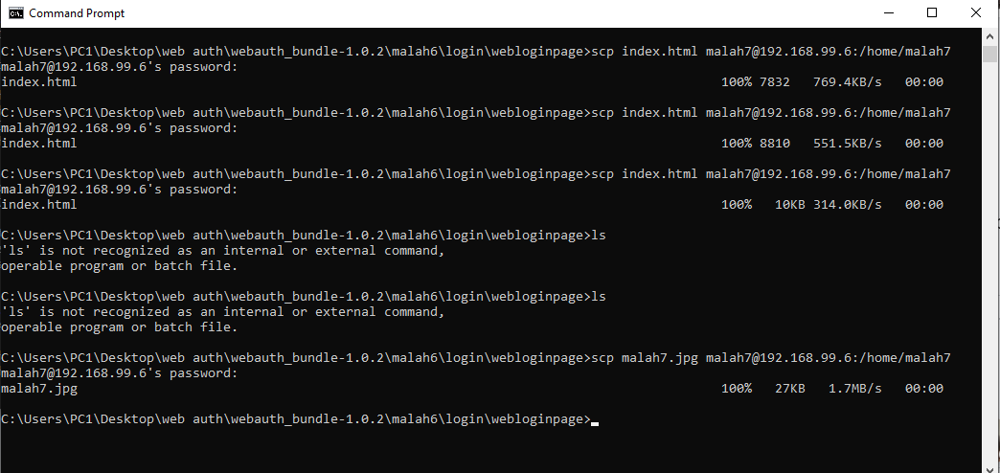 Command Prompt
C:\Users\PC1\Desktop\web auth\webauth_bundle-1.0.2\malah6\login\webloginpage>scp index.html malah7@192.168.99.6:/home/malah7
malah7@192.168.99.6's password:
index.html 100% 7832 769.4KB/s 00:00
C:\Users\PC1\Desktop\web auth\webauth_bundle-1.0.2\malah6\login\webloginpage>scp index.html malah7@192.168.99.6:/home/malah7
malah7@192.168.99.6's password:
index.html 100% 8810 551.5KB/s 00:00
C:\Users\PC1\Desktop\web auth\webauth_bundle-1.0.2\malah6\login\webloginpage>scp index.html malah7@192.168.99.6:/home/malah7
malah7@192.168.99.6's password:
index.html 100% 10KB 314.0KB/s 00:00
C:\Users\PC1\Desktop\web auth\webauth_bundle-1.0.2\malah6\login\webloginpage>ls
'ls' is not recognized as an internal or external command,
operable program or batch file.
C:\Users\PC1\Desktop\web auth\webauth_bundle-1.0.2\malah6\login\webloginpage>ls
'ls' is not recognized as an internal or external command,
operable program or batch file.
C:\Users\PC1\Desktop\web auth\webauth_bundle-1.0.2\malah6\login\webloginpage>scp malah7.jpg malah7@192.168.99.6:/home/malah7
malah7@192.168.99.6's password:
malah7.jpg 100% 27KB 1.7MB/s 00:00
C:\Users\PC1\Desktop\web auth\webauth_bundle-1.0.2\malah6\login\webloginpage>